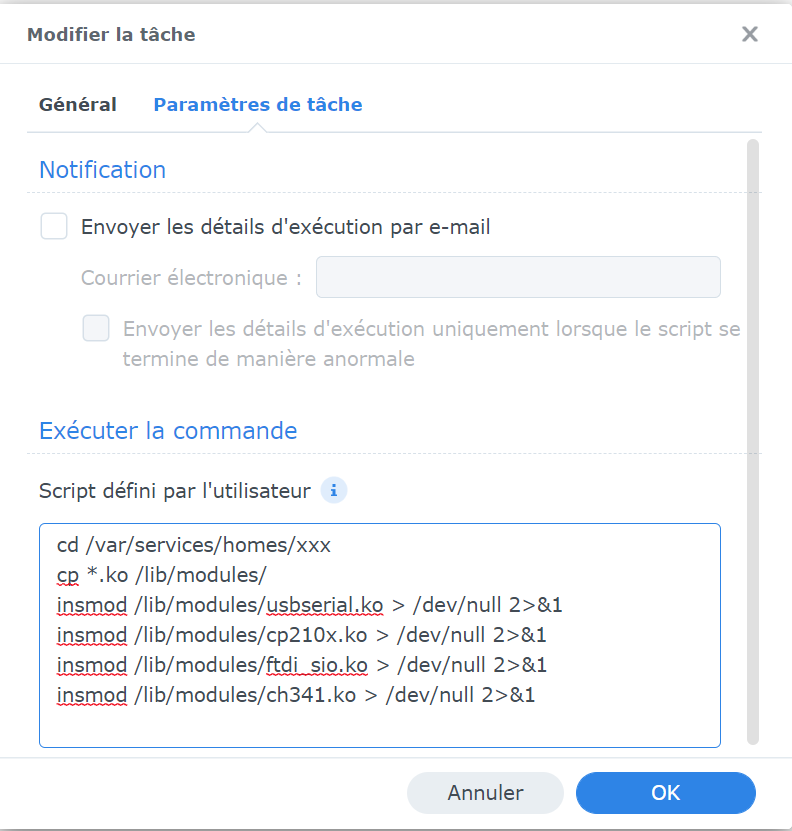 Modifier la tâche
Général Paramètres de tâche
Notification
Envoyer les détails d'exécution par e-mail
Courrier électronique :
Envoyer les détails d'exécution uniquement lorsque le script se
termine de manière anormale
Exécuter la commande
Script défini par l'utilisateur
cd /var/services/homes/xxx
cp *.ko /lib/modules/
insmod /lib/modules/usbserial.ko > /dev/null 2>&1
insmod /lib/modules/cp210x.ko > /dev/null 2>&1
insmod /lib/modules/ftdi_sio.ko > /dev/null 2>&1
insmod /lib/modules/ch341.ko > /dev/null 2>&1
Annuler OK